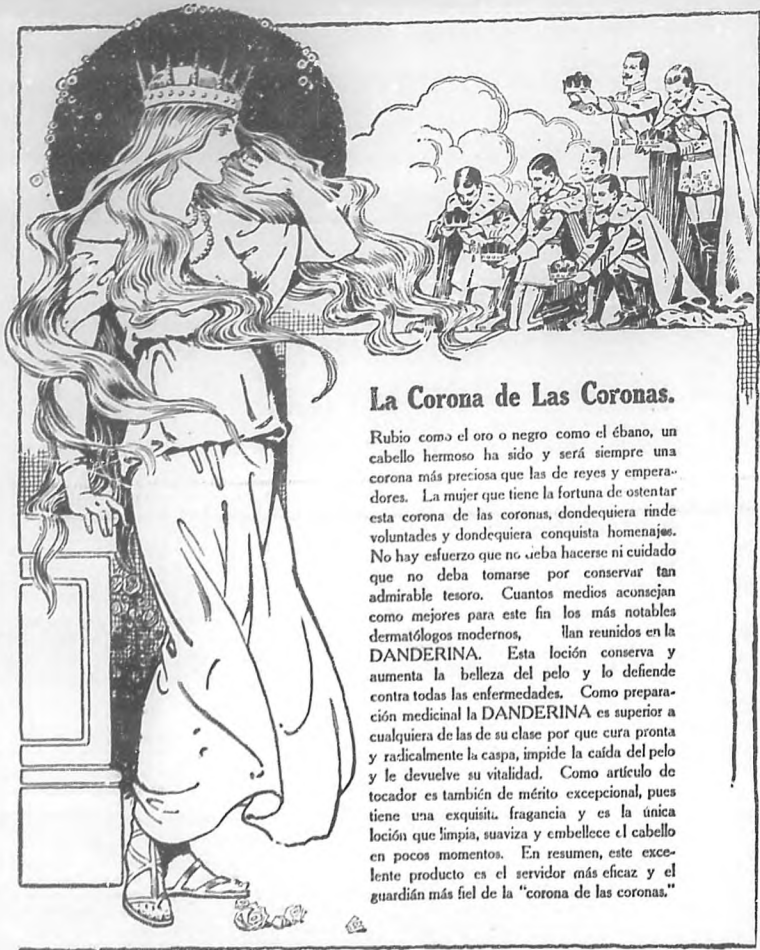 La Corona de Las Coronas.
Rubio como el oro o negro como el ébano, un
cabello hermoso ha sido y será siempre una
corona más preciosa que las de reyes y empera-
dores. La mujer que tiene la fortuna de ostentar
esta corona de las coronas, dondequiera rinde
voluntades y dondequiera conquista homenajes.
No hay esfuerzo que no deba hacerse ni cuidado
que no deba tomarse por conservar tan
admirable tesoro. Cuantos medios aconsejan
como mejores para este fin los más notables
dermatólogos modernos, llan reunidos en la
DANDERINA. Esta loción conserva y
aumenta la belleza del pelo y lo defiende
contra todas las enfermedades. Como prepara-
ción medicinal la DANDERINA es superior a
cualquiera de las de su clase por que cura pronta
y radicalmente la caspa, impide la caída del pelo
y le devuelve su vitalidad. Como artículo de
tocador es también de mérito excepcional, pues
tiene una exquisita fragancia y es la única
loción que limpia, suaviza y embellece el cabello
en pocos momentos. En resumen, este exce-
lente producto es el servidor más eficaz y el
guardián más fiel de la "corona de las coronas."